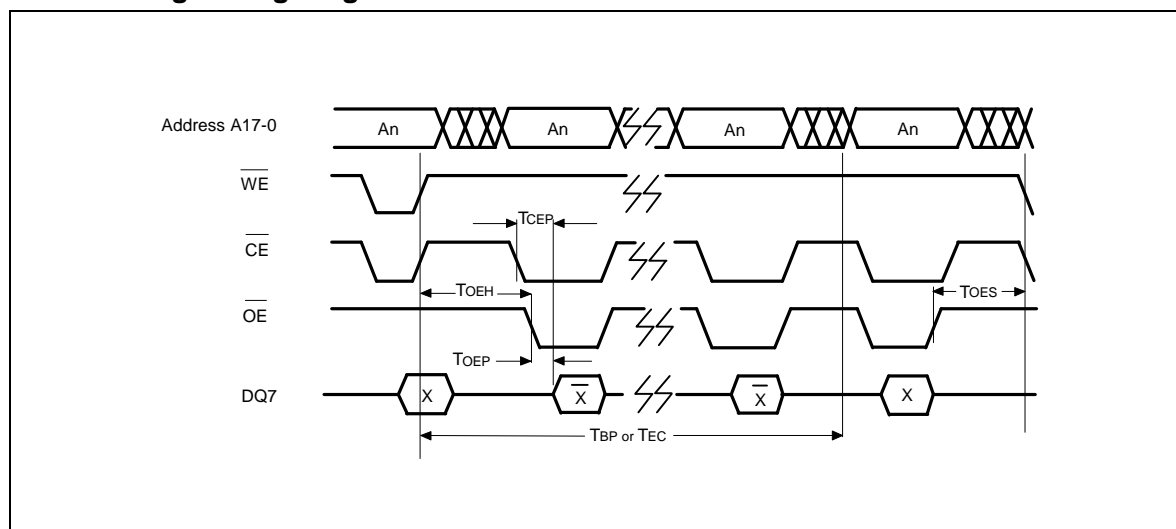 Address A17-0
An
An
An
An
WE
TCEP
CE
TOEH
TOES
OE
TOEP
DQ7
X
X
X
X
TBP or TEC